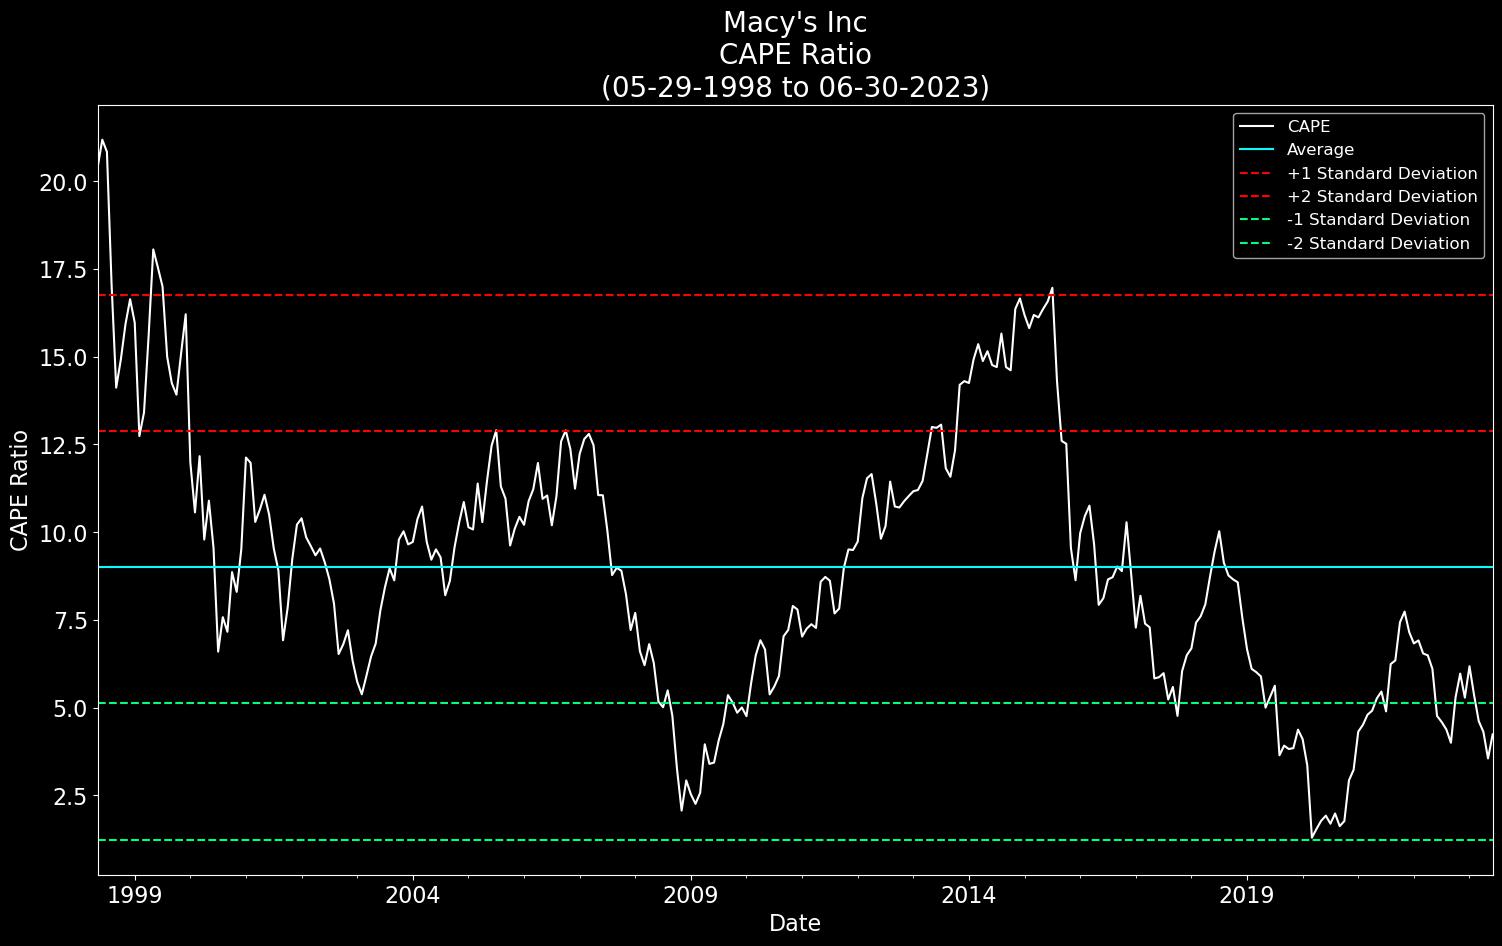 Macy's Inc
CAPE Ratio
(05-29-1998 to 06-30-2023)
CAPE
Average
+1 Standard Deviation
+2 Standard Deviation
-1 Standard Deviation
-2 Standard Deviation
CAPE Ratio
20.0
17.5
15.0
12.5
10.0
7.5
5.0
2.5
1999 2004 2009 2014 2019
Date